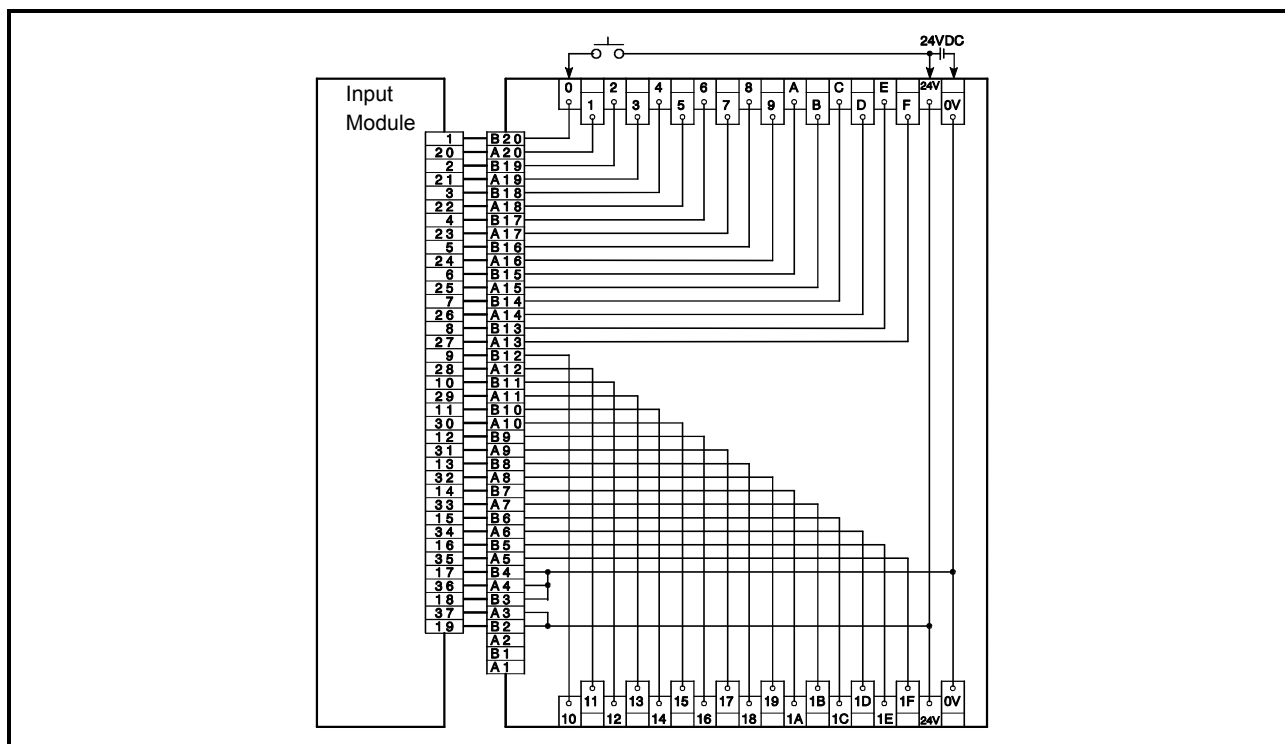 24VDC
Input
Module
0 2 4 6 8 A C E 24V
1 3 5 7 9 B D F 0V
1 B20
20 A20
2 B19
21 A19
3 B18
22 A18
4 B17
23 A17
5 B16
24 A16
6 B15
25 A15
7 B14
26 A14
8 B13
27 A13
9 B12
28 A12
10 B11
29 A11
11 B10
30 A10
12 B9
31 A9
13 B8
32 A8
14 B7
33 A7
15 B6
34 A6
16 B5
35 A5
17 B4
36 A4
18 B3
37 A3
19 B2
A2
B1
A1
11 13 15 17 19 1B 1D 1F 0V
10 12 14 16 18 1A 1C 1E 24V